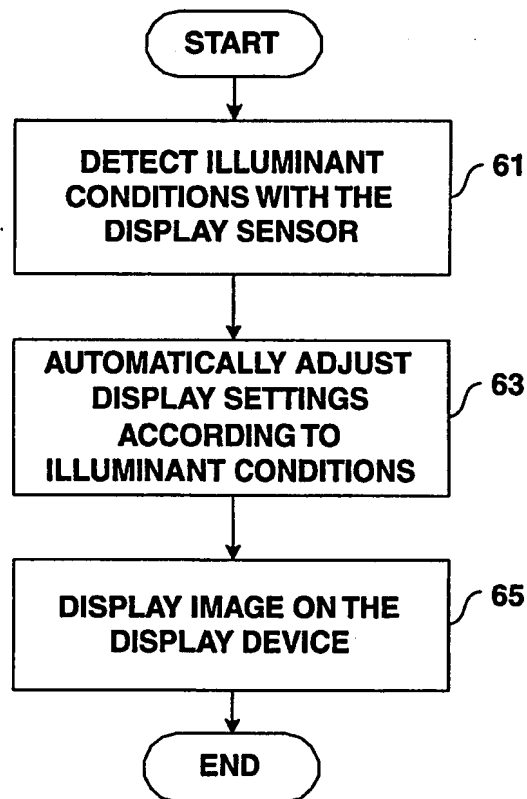 START
DETECT ILLUMINANT
CONDITIONS WITH THE
DISPLAY SENSOR
61
AUTOMATICALLY ADJUST
DISPLAY SETTINGS
ACCORDING TO
ILLUMINANT CONDITIONS
63
DISPLAY IMAGE ON THE
DISPLAY DEVICE
65
END